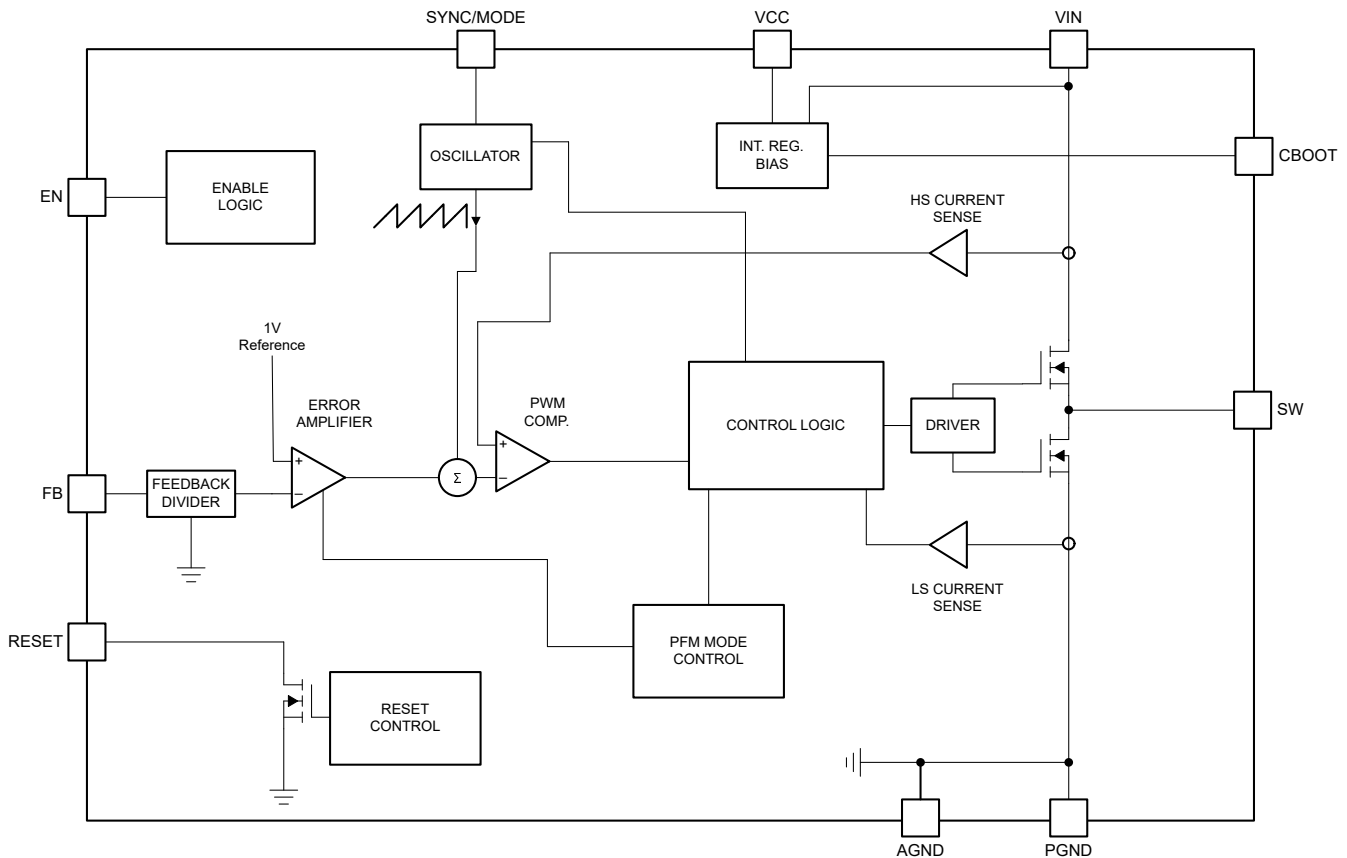 SYNC/MODE
VCC
VIN
OSCILLATOR
INT. REG.
BIAS
CBOOT
EN
ENABLE
LOGIC
HS CURRENT
SENSE
1V
Reference
ERROR
AMPLIFIER
PWM
COMP.
+
−
+
−
Σ
CONTROL LOGIC
DRIVER
SW
FB
FEEDBACK
DIVIDER
LS CURRENT
SENSE
RESET
PFM MODE
CONTROL
RESET
CONTROL
AGND
PGND